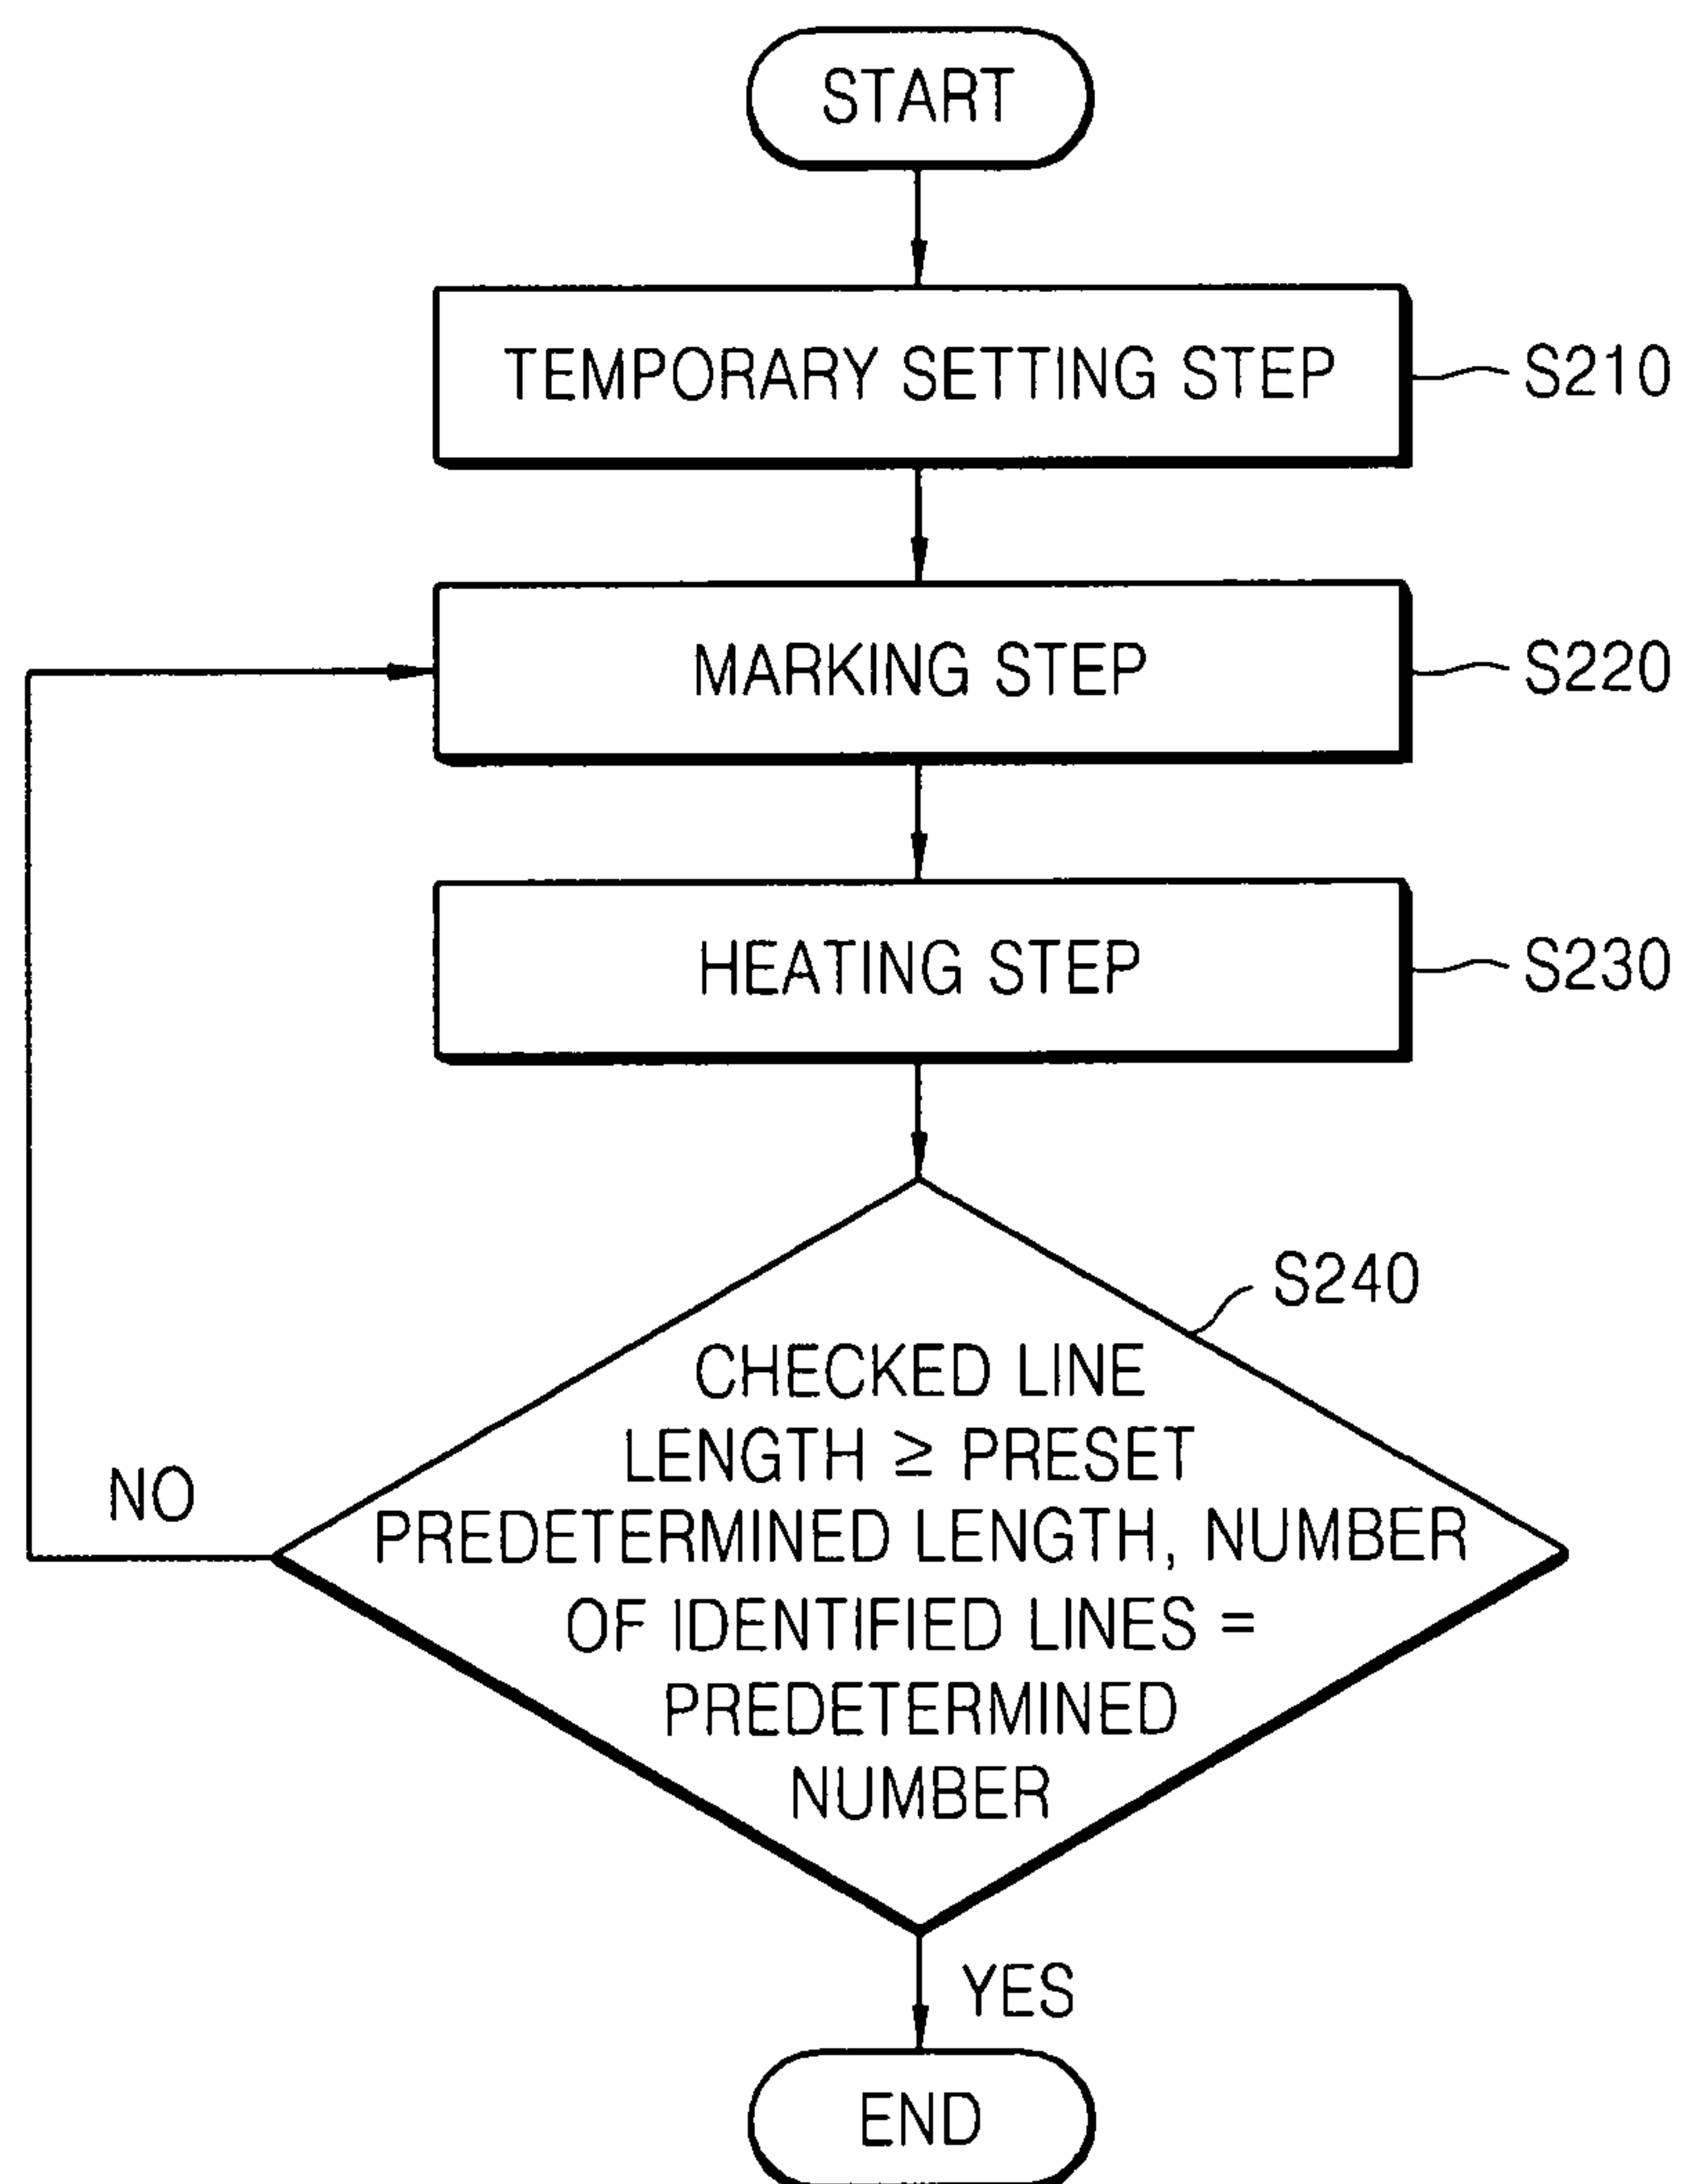 START
TEMPORARY SETTING STEP
S210
MARKING STEP
S220
HEATING STEP
S230
S240
CHECKED LINE
LENGTH ≥ PRESET
PREDETERMINED LENGTH, NUMBER
OF IDENTIFIED LINES =
PREDETERMINED
NUMBER
NO
YES
END